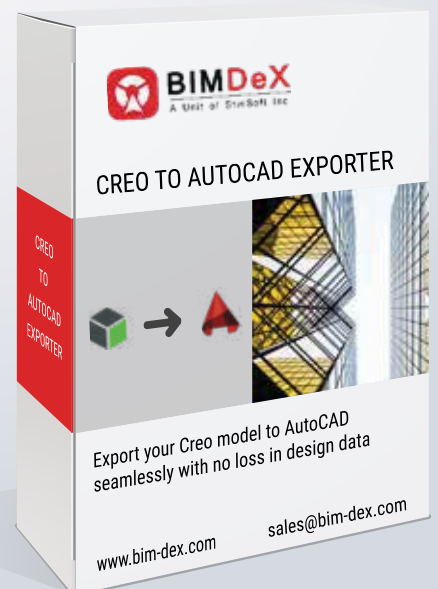 BIMDeX
A Unit of SrinSoft Inc
CREO TO AUTOCAD EXPORTER
CREO
TO
AUTOCAD
EXPORTER
Export your Creo model to AutoCAD
seamlessly with no loss in design data
www.bim-dex.com
sales@bim-dex.com